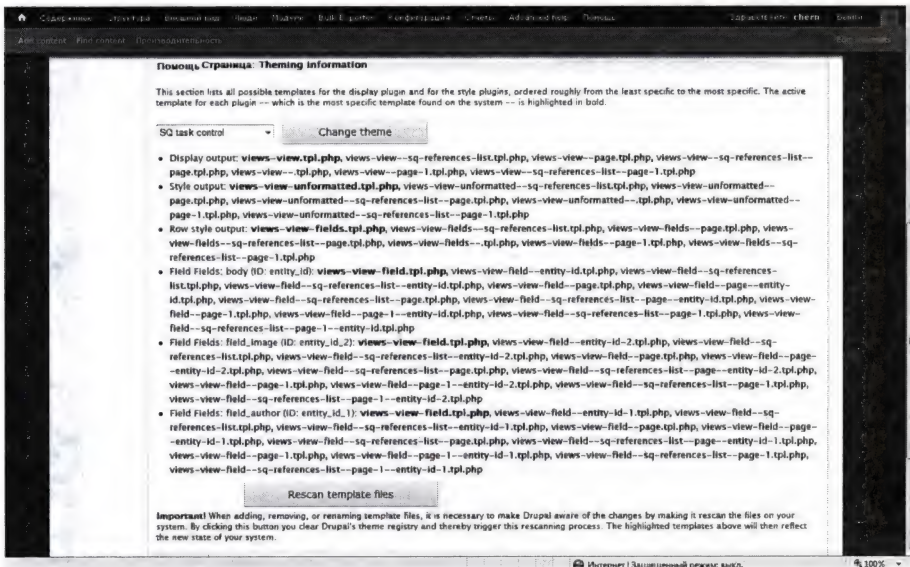 Содержимое Структура Внешний вид Люди Модули Bulk Exporter Конфигурация Отчеты Advanced help Помощь Здравствуйте, chern Выйти
Add content Find content Производительность
Помощь Страница: Theming information
This section lists all possible templates for the display plugin and for the style plugins, ordered roughly from the least specific to the most specific. The active
template for each plugin -- which is the most specific template found on the system -- is highlighted in bold.
SQ task control Change theme
• Display output: views-view.tpl.php, views-view--sq-references-list.tpl.php, views-view--page.tpl.php, views-view--sq-references-list--
page.tpl.php, views-view--.tpl.php, views-view--page-1.tpl.php, views-view--sq-references-list--page-1.tpl.php
• Style output: views-view-unformatted.tpl.php, views-view-unformatted--sq-references-list.tpl.php, views-view-unformatted--
page.tpl.php, views-view-unformatted--sq-references-list--page.tpl.php, views-view-unformatted--.tpl.php, views-view-unformatted--
page-1.tpl.php, views-view-unformatted--sq-references-list--page-1.tpl.php
• Row style output: views-view-fields.tpl.php, views-view-fields--sq-references-list.tpl.php, views-view-fields--page.tpl.php, views-
view-fields--sq-references-list--page.tpl.php, views-view-fields--.tpl.php, views-view-fields--page-1.tpl.php, views-view-fields--sq-
references-list--page-1.tpl.php
• Field Fields: body (ID: entity_id): views-view-field.tpl.php, views-view-field--entity-id.tpl.php, views-view-field--sq-references-
list.tpl.php, views-view-field--sq-references-list--entity-id.tpl.php, views-view-field--page.tpl.php, views-view-field--page--entity-
id.tpl.php, views-view-field--sq-references-list--page.tpl.php, views-view-field--sq-references-list--page--entity-id.tpl.php, views-view-
field--page-1.tpl.php, views-view-field--page-1--entity-id.tpl.php, views-view-field--sq-references-list--page-1.tpl.php, views-view-
field--sq-references-list--page-1--entity-id.tpl.php
• Field Fields: field_image (ID: entity_id_2): views-view-field.tpl.php, views-view-field--entity-id-2.tpl.php, views-view-field--sq-
references-list.tpl.php, views-view-field--sq-references-list--entity-id-2.tpl.php, views-view-field--page.tpl.php, views-view-field--page-
-entity-id-2.tpl.php, views-view-field--sq-references-list--page.tpl.php, views-view-field--sq-references-list--page--entity-id-2.tpl.php,
views-view-field--page-1.tpl.php, views-view-field--page-1--entity-id-2.tpl.php, views-view-field--sq-references-list--page-1.tpl.php,
views-view-field--sq-references-list--page-1--entity-id-2.tpl.php
• Field Fields: field_author (ID: entity_id_1): views-view-field.tpl.php, views-view-field--entity-id-1.tpl.php, views-view-field--sq-
references-list.tpl.php, views-view-field--sq-references-list--entity-id-1.tpl.php, views-view-field--page.tpl.php, views-view-field--page-
-entity-id-1.tpl.php, views-view-field--sq-references-list--page.tpl.php, views-view-field--sq-references-list--page--entity-id-1.tpl.php,
views-view-field--page-1.tpl.php, views-view-field--page-1--entity-id-1.tpl.php, views-view-field--sq-references-list--page-1.tpl.php,
views-view-field--sq-references-list--page-1--entity-id-1.tpl.php
Rescan template files
Important! When adding, removing, or renaming template files, it is necessary to make Drupal aware of the changes by making it rescan the files on your
system. By clicking this button you clear Drupal's theme registry and thereby trigger this rescanning process. The highlighted templates above will then reflect
the new state of your system.
Интернет | Защищенный режим: выкл. 100%